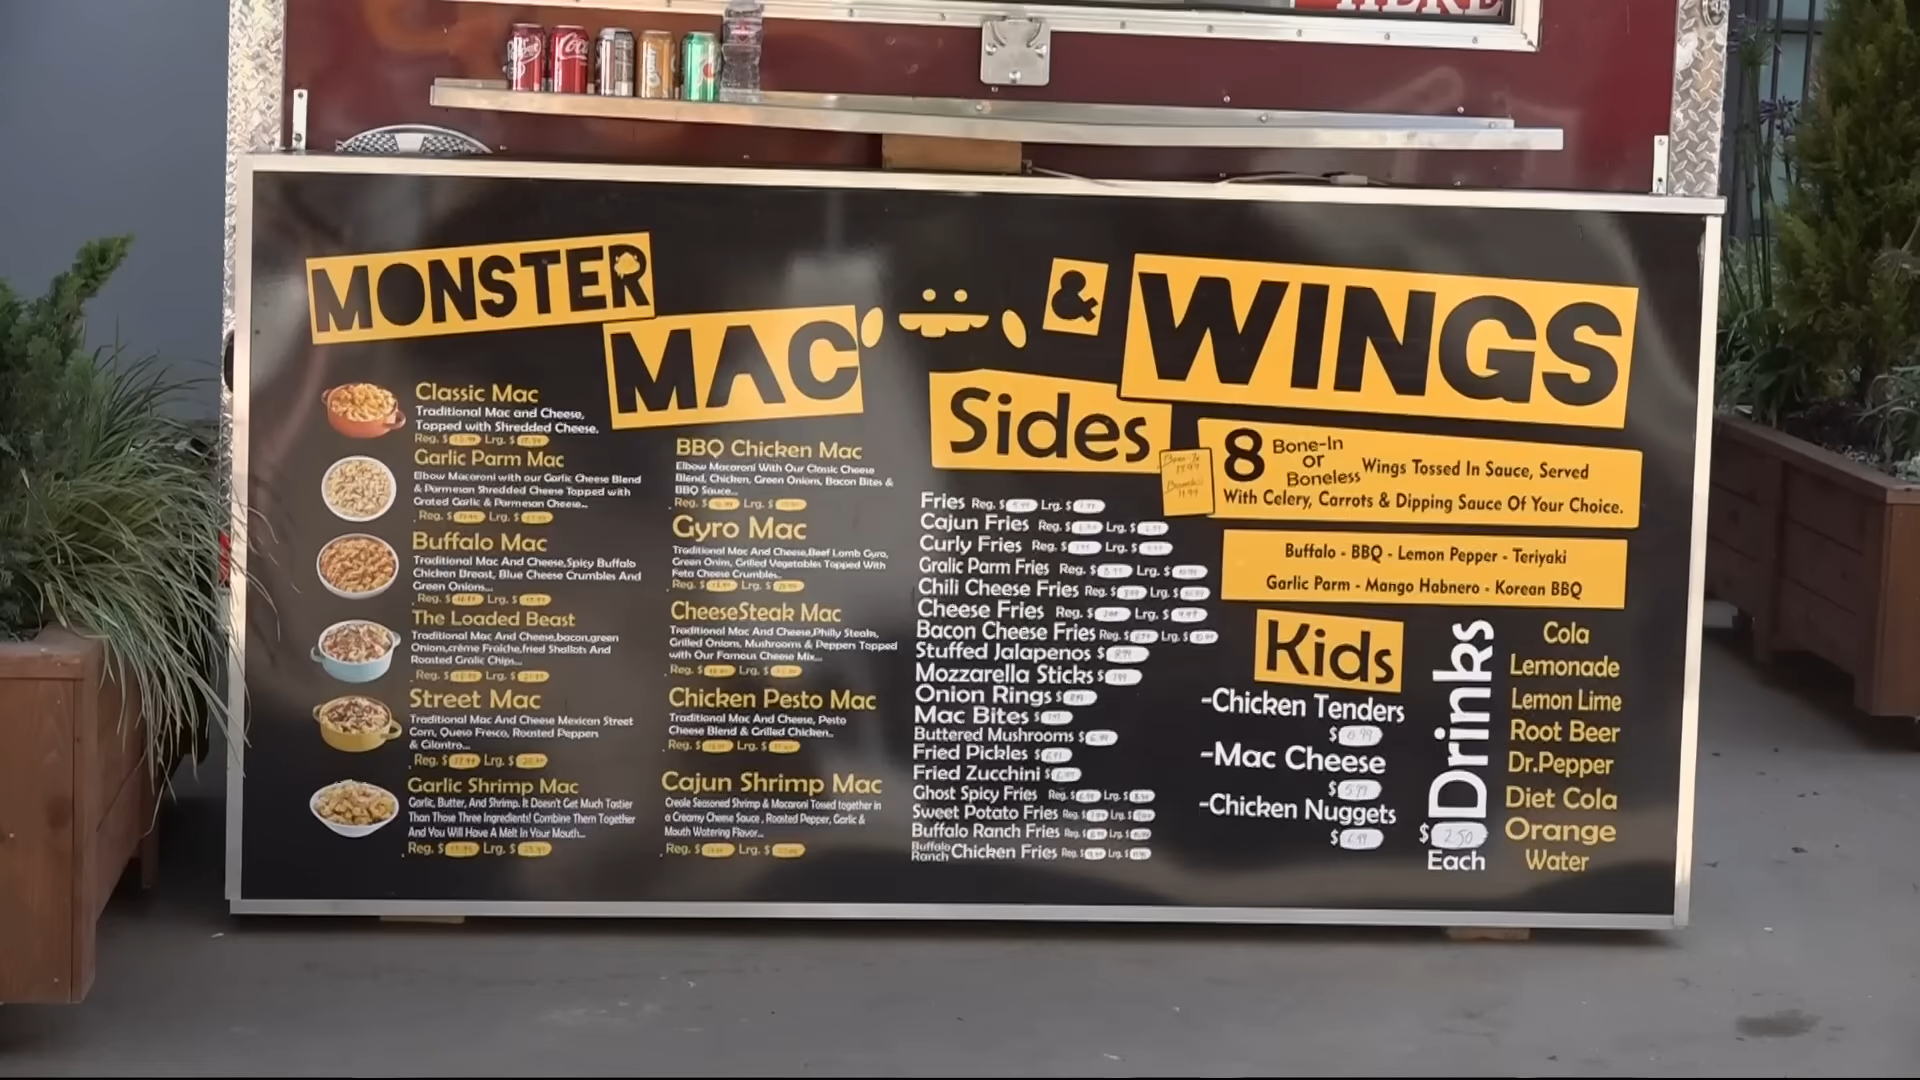 HERE
MONSTER
MAC
& WINGS
Classic Mac
Traditional Mac and Cheese,
Topped with Shredded Cheese.
Reg. $ Lrg. $
Garlic Parm Mac
Elbow Macaroni with our Garlic Cheese Blend
& Parmesan Shredded Cheese Topped with
Grated Garlic & Parmesan Cheese...
Reg. $ Lrg. $
Buffalo Mac
Traditional Mac And Cheese,Spicy Buffalo
Chicken Breast, Blue Cheese Crumbles And
Green Onions...
Reg. $ Lrg. $
The Loaded Beast
Traditional Mac And Cheese,bacon,green
Onion,crème Fraîche,fried Shallots And
Roasted Gralic Chips...
Reg. $ Lrg. $
Street Mac
Traditional Mac And Cheese Mexican Street
Corn, Queso Fresco, Roasted Peppers
& Cilantro...
Reg. $ Lrg. $
Garlic Shrimp Mac
Garlic, Butter, And Shrimp. It Doesn't Get Much Tastier
Than Those Three Ingredients! Combine Them Together
And You Will Have A Melt In Your Mouth...
Reg. $ Lrg. $
BBQ Chicken Mac
Elbow Macaroni With Our Classic Cheese
Blend, Chicken, Green Onions, Bacon Bites &
BBQ Sauce...
Reg. $ Lrg. $
Gyro Mac
Traditional Mac And Cheese,Beef Lamb Gyro,
Green Onion, Grilled Vegetables Topped With
Feta Cheese Crumbles..
Reg. $ Lrg. $
CheeseSteak Mac
Traditional Mac And Cheese,Philly Steak,
Grilled Onions, Mushrooms & Peppers Topped
with Our Famous Cheese Mix...
Reg. $ Lrg. $
Chicken Pesto Mac
Traditional Mac And Cheese, Pesto
Cheese Blend & Grilled Chicken..
Reg. $ Lrg. $
Cajun Shrimp Mac
Creole Seasoned Shrimp & Macaroni Tossed together in
a Creamy Cheese Sauce , Roasted Pepper, Garlic &
Mouth Watering Flavor...
Reg. $ Lrg. $
Sides
Fries Reg. $ Lrg. $
Cajun Fries Reg. $ Lrg. $
Curly Fries Reg. $ Lrg. $
Gralic Parm Fries Reg. $ Lrg. $
Chili Cheese Fries Reg. $ Lrg. $
Cheese Fries Reg. $ Lrg. $
Bacon Cheese Fries Reg. $ Lrg. $
Stuffed Jalapenos $
Mozzarella Sticks $
Onion Rings $
Mac Bites $
Buttered Mushrooms $
Fried Pickles $
Fried Zucchini $
Ghost Spicy Fries Reg. $ Lrg. $
Sweet Potato Fries Reg. $ Lrg. $
Buffalo Ranch Fries Reg. $ Lrg. $
Buffalo Ranch Chicken Fries Reg. $ Lrg. $
8 Bone-In or Boneless Wings Tossed In Sauce, Served
With Celery, Carrots & Dipping Sauce Of Your Choice.
Buffalo - BBQ - Lemon Pepper - Teriyaki
Garlic Parm - Mango Habnero - Korean BBQ
Kids
-Chicken Tenders
$
-Mac Cheese
$ 5.99
-Chicken Nuggets
$ 6.99
Drinks
$ 2.50
Each
Cola
Lemonade
Lemon Lime
Root Beer
Dr.Pepper
Diet Cola
Orange
Water